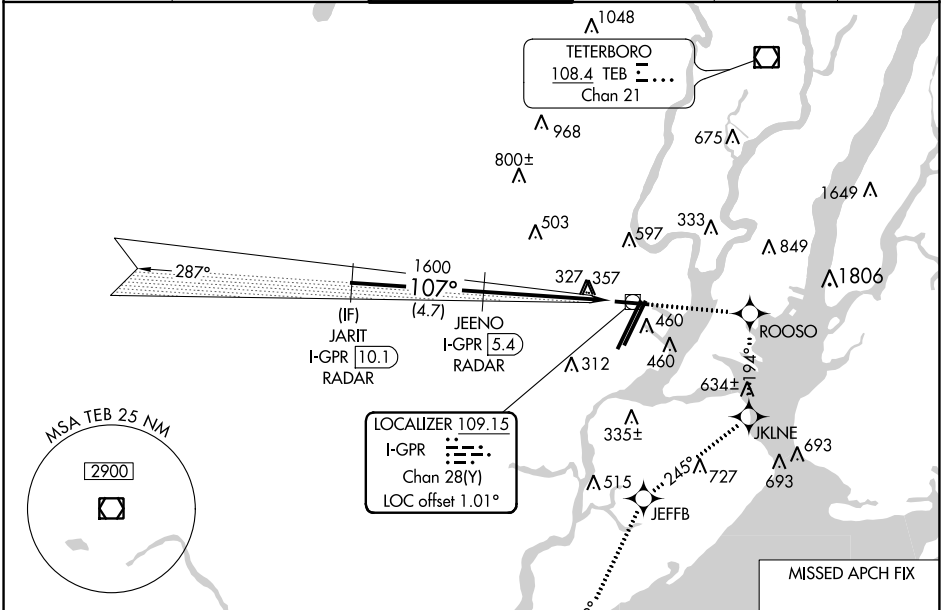 1048
TETERBORO
108.4 TEB
Chan 21
968
675
800±
1649
503
597
333
849
287°
1600
107°
(4.7)
327
357
1806
(IF)
JARIT
I-GPR 10.1
RADAR
JEENO
I-GPR 5.4
RADAR
460
460
ROOSO
312
194°
634±
MSA TEB 25 NM
2900
LOCALIZER 109.15
I-GPR
Chan 28(Y)
LOC offset 1.01°
335±
JKLNE
693
693
245°
727
515
JEFFB
MISSED APCH FIX